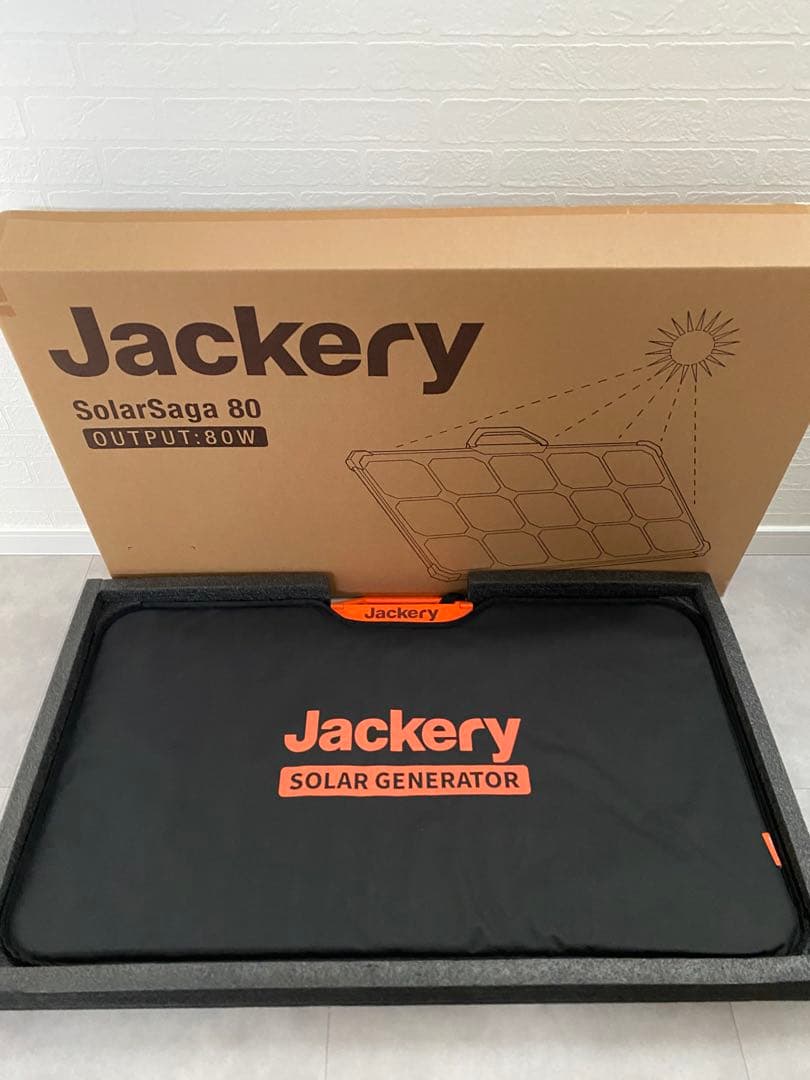 Jackery
SolarSaga 80
OUTPUT:80W
Jackery
Jackery
SOLAR GENERATOR